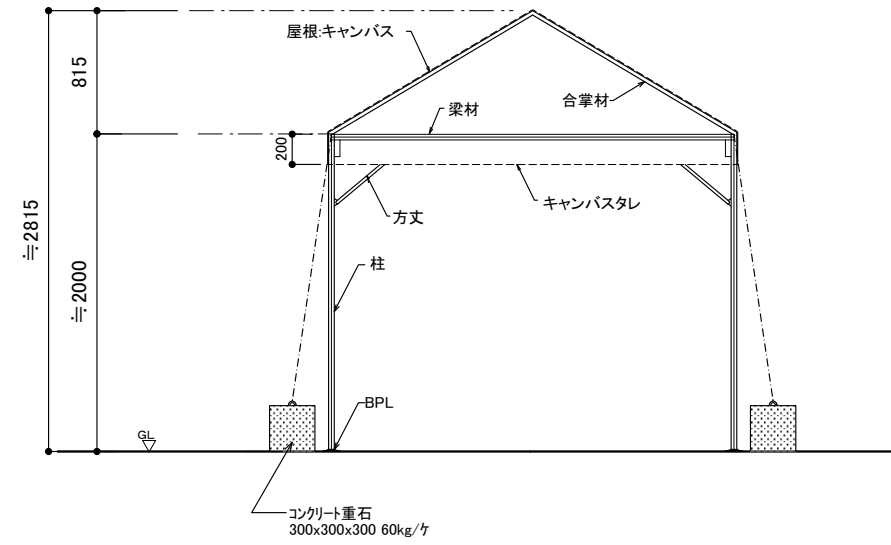 屋根:キャンバス
815
合掌材
梁材
200
キャンバスタレ
方丈
≒2815
≒2000
柱
BPL
GL
コンクリート重石
300x300x300 60kg/ケ